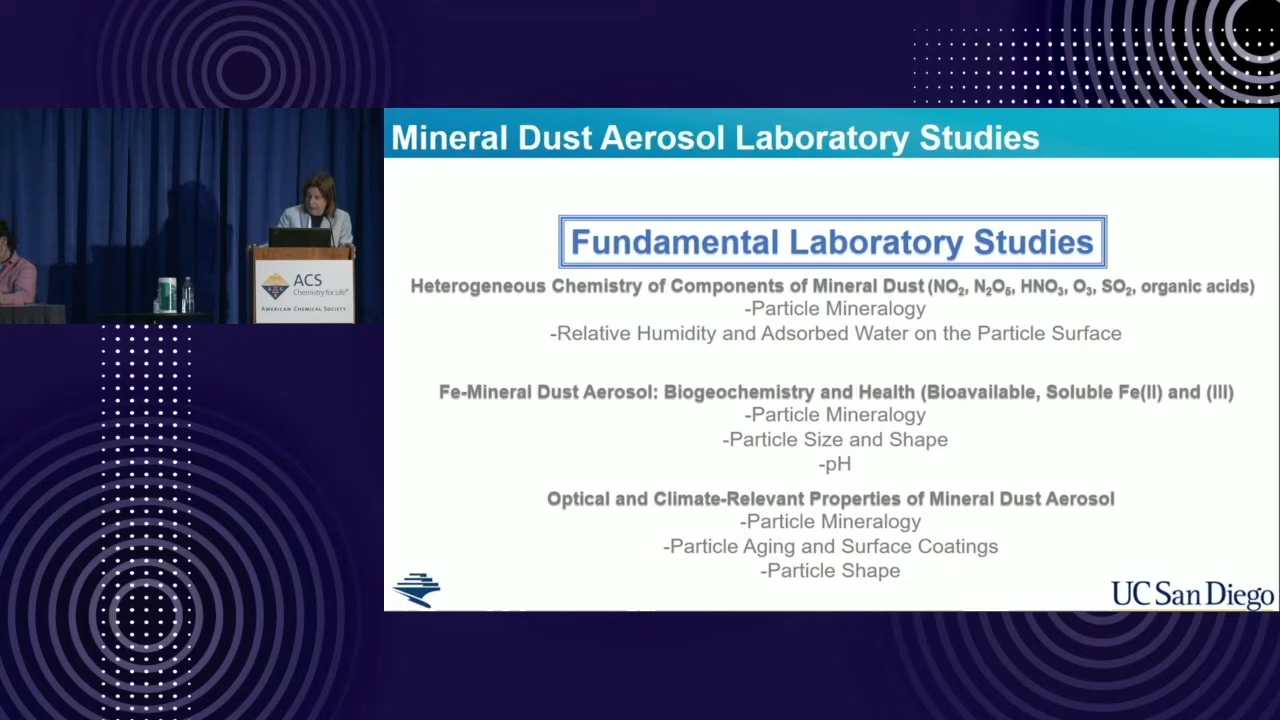 Mineral Dust Aerosol Laboratory Studies
Fundamental Laboratory Studies
Heterogeneous Chemistry of Components of Mineral Dust (NO₂, N₂O₅, HNO₃, O₃, SO₂, organic acids)
-Particle Mineralogy
-Relative Humidity and Adsorbed Water on the Particle Surface
Fe-Mineral Dust Aerosol: Biogeochemistry and Health (Bioavailable, Soluble Fe(II) and (III)
-Particle Mineralogy
-Particle Size and Shape
-pH
Optical and Climate-Relevant Properties of Mineral Dust Aerosol
-Particle Mineralogy
-Particle Aging and Surface Coatings
-Particle Shape
UC San Diego
ACS
Chemistry for Life®
AMERICAN CHEMICAL SOCIETY